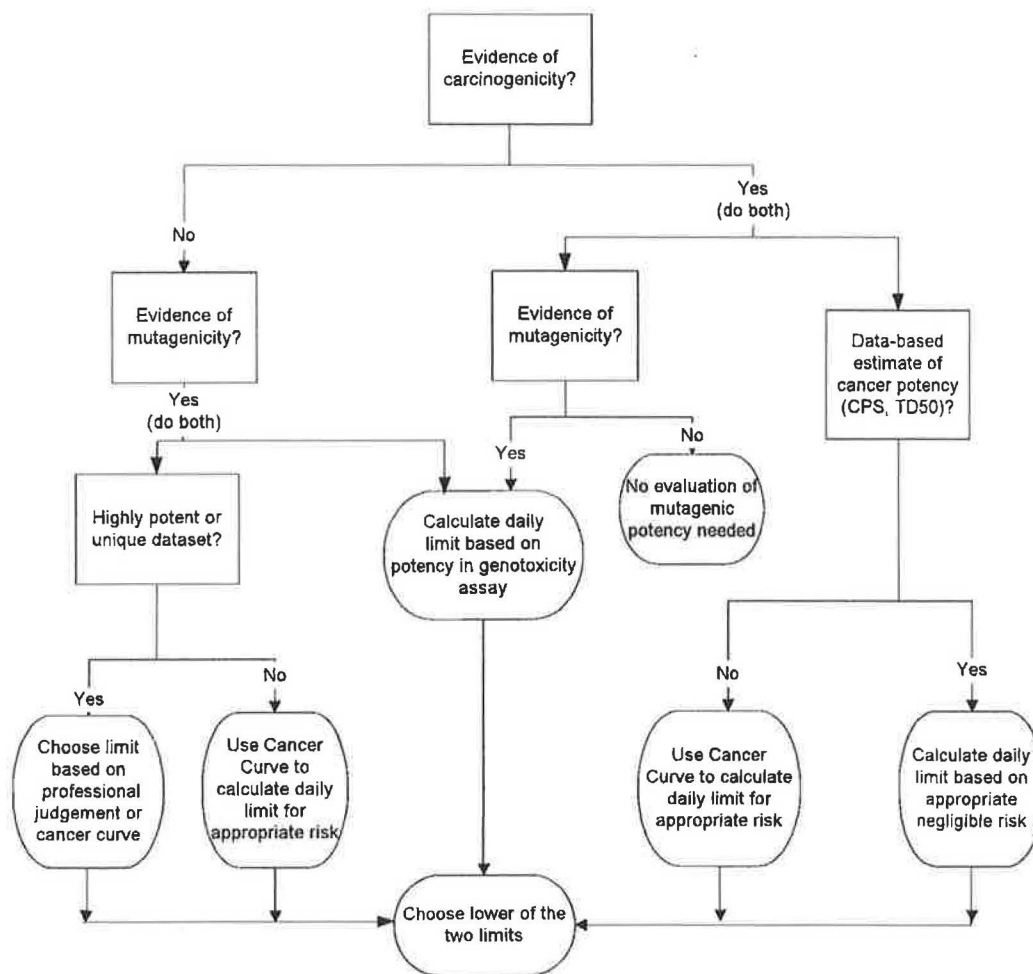 Evidence of
carcinogenicity?
Yes
(do both)
No
Evidence of
mutagenicity?
Evidence of
mutagenicity?
Data-based
estimate of
cancer potency
(CPS, TD50)?
Yes
(do both)
Yes
No
Highly potent or
unique dataset?
Calculate daily
limit based on
potency in genotoxicity
assay
No evaluation of
mutagenic
potency needed
Yes
No
No
Yes
Choose limit
based on
professional
judgement or
cancer curve
Use Cancer
Curve to
calculate daily
limit for
appropriate risk
Use Cancer
Curve to calculate
daily limit for
appropriate risk
Calculate daily
limit based on
appropriate
negligible risk
Choose lower of the
two limits